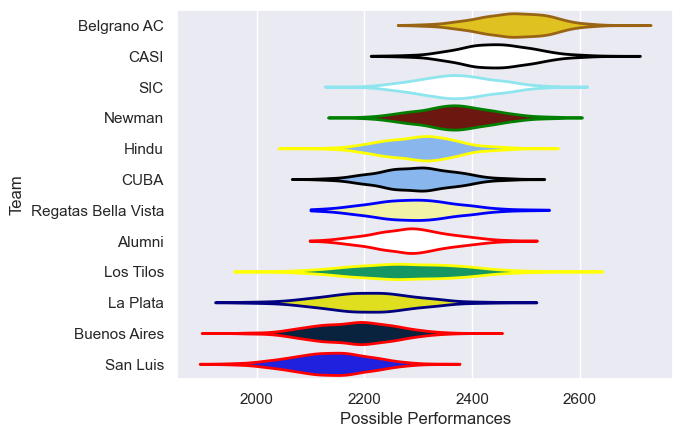 Belgrano AC
CASI
SIC
Newman
Hindu
CUBA
Regatas Bella Vista
Alumni
Los Tilos
La Plata
Buenos Aires
San Luis
Team
2000 2200 2400 2600
Possible Performances